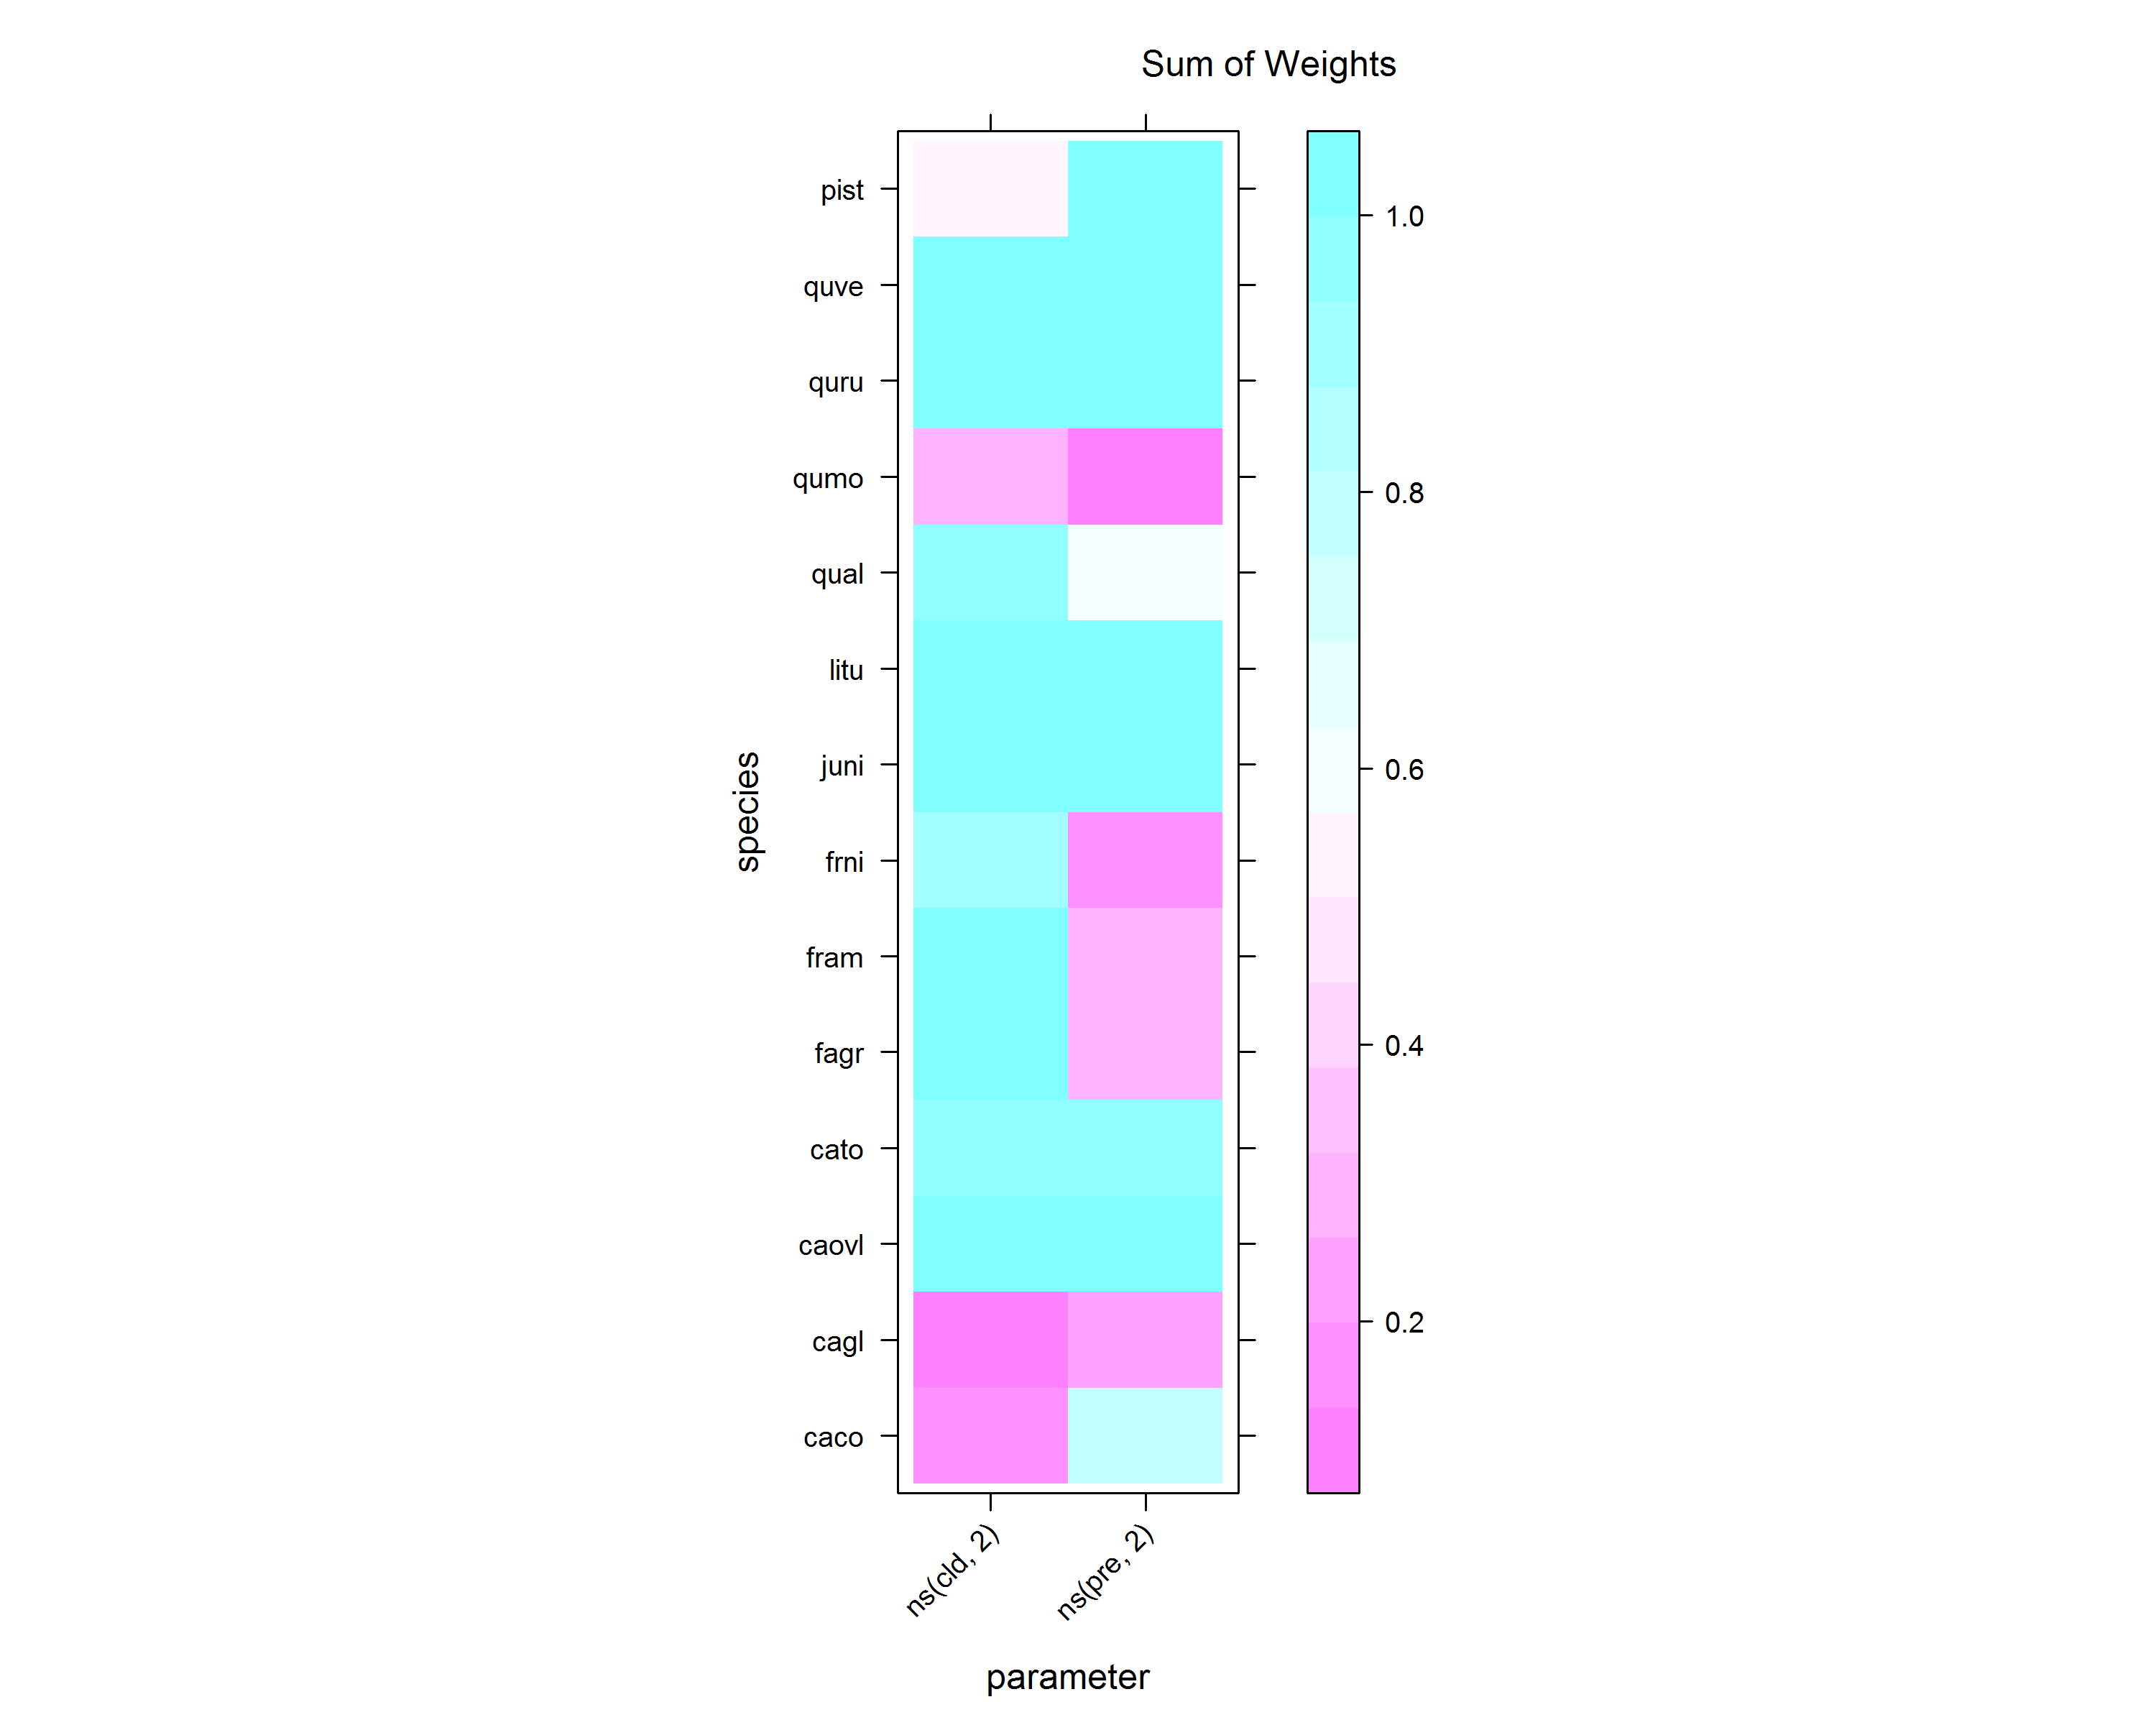 Sum of Weights
pist
quve
quru
qumo
qual
litu
juni
frni
fram
fagr
cato
caovl
cagl
caco
species
1.0
0.8
0.6
0.4
0.2
ns(cld, 2)
ns(pre, 2)
parameter